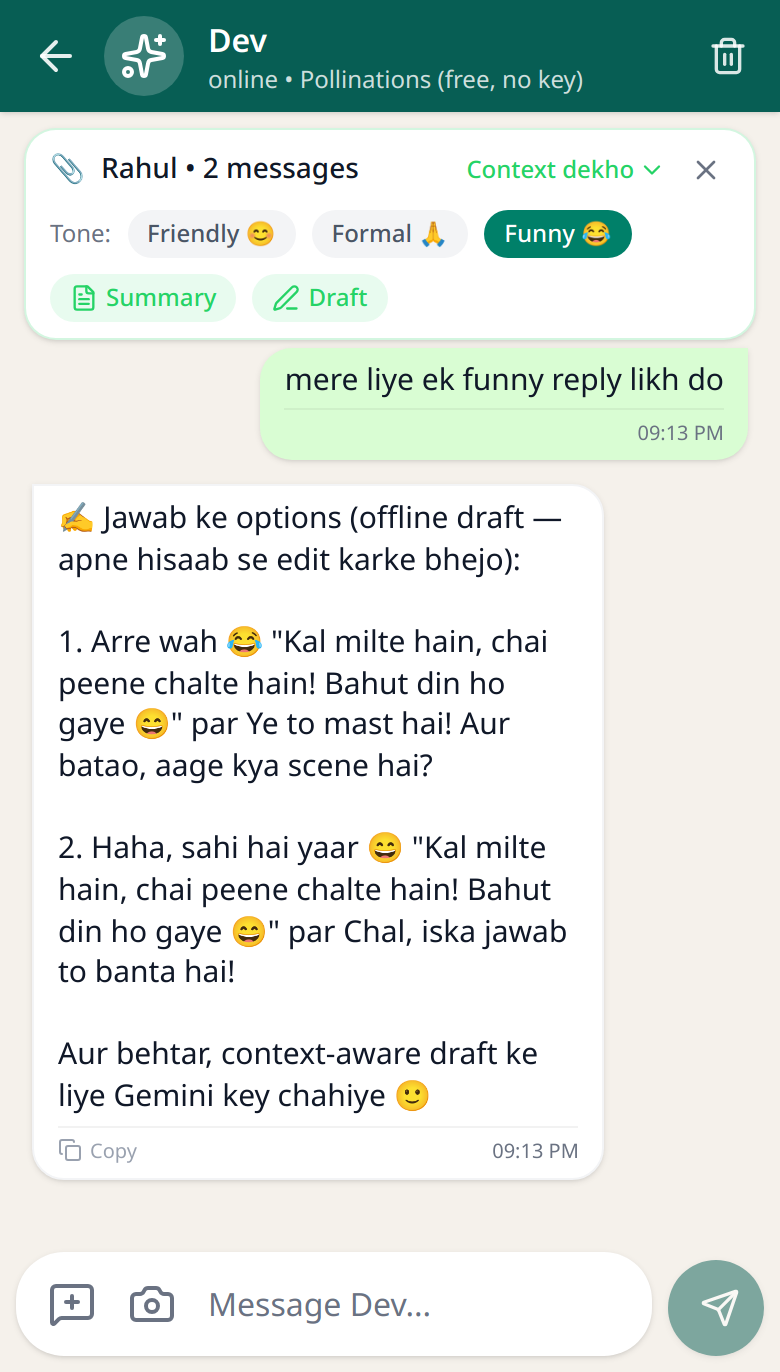 Dev
online • Pollinations (free, no key)
📎 Rahul • 2 messages
Context dekho
Tone:
Friendly 😊
Formal 🙏
Funny 😂
Summary
Draft
mere liye ek funny reply likh do
09:13 PM
✍️ Jawab ke options (offline draft —
apne hisaab se edit karke bhejo):
1. Arre wah 😂 "Kal milte hain, chai
peene chalte hain! Bahut din ho
gaye 😄" par Ye to mast hai! Aur
batao, aage kya scene hai?
2. Haha, sahi hai yaar 😄 "Kal milte
hain, chai peene chalte hain! Bahut
din ho gaye 😄" par Chal, iska jawab
to banta hai!
Aur behtar, context-aware draft ke
liye Gemini key chahiye 🙂
Copy
09:13 PM
Message Dev...